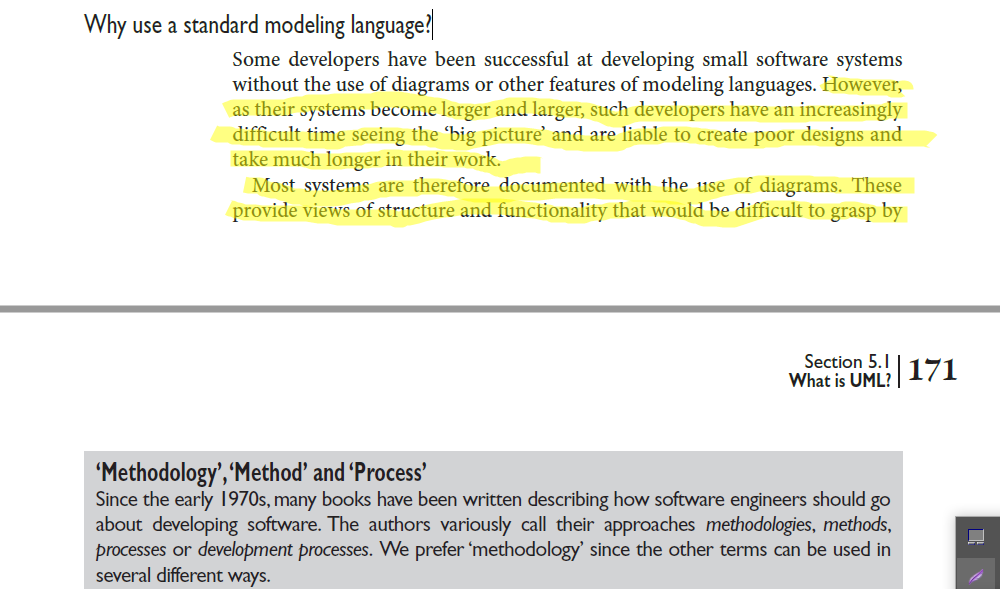 Why use a standard modeling language?
Some developers have been successful at developing small software systems
without the use of diagrams or other features of modeling languages. However,
as their systems become larger and larger, such developers have an increasingly
difficult time seeing the ‘big picture’ and are liable to create poor designs and
take much longer in their work.
Most systems are therefore documented with the use of diagrams. These
provide views of structure and functionality that would be difficult to grasp by
Section 5.1
What is UML?
171
‘Methodology’, ‘Method’ and ‘Process’
Since the early 1970s, many books have been written describing how software engineers should go
about developing software. The authors variously call their approaches methodologies, methods,
processes or development processes. We prefer ‘methodology’ since the other terms can be used in
several different ways.